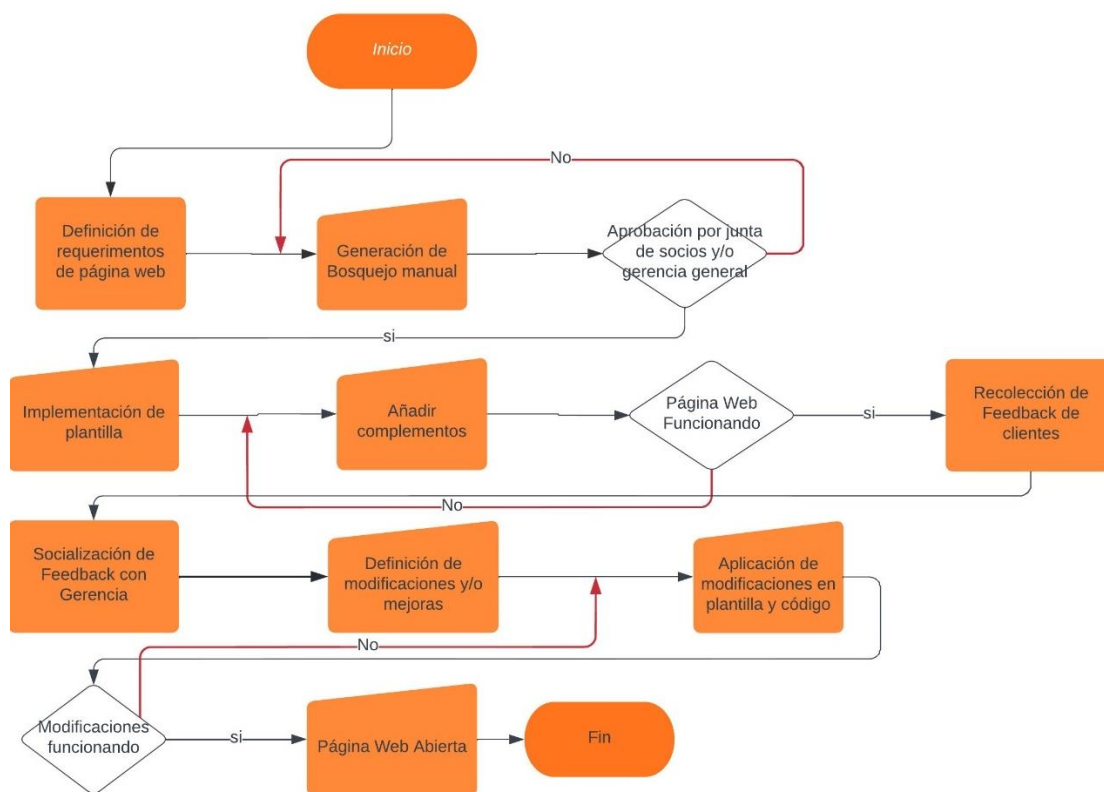 Inicio
No
Definición de
requerimentos
de página web
Generación de
Bosquejo manual
Aprobación por junta
de socios y/o
gerencia general
si
Implementación de
plantilla
Añadir
complementos
Página Web
Funcionando
si
Recolección de
Feedback de
clientes
No
Socialización de
Feedback con
Gerencia
Definición de
modificaciones y/o
mejoras
Aplicación de
modificaciones en
plantilla y código
No
Modificaciones
funcionando
si
Página Web Abierta
Fin